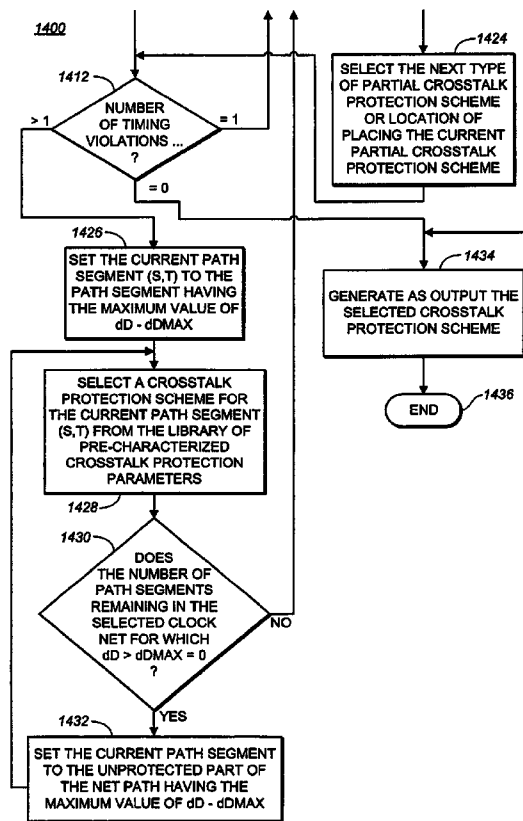 1400
1412
NUMBER
OF TIMING
VIOLATIONS ...
?
> 1
= 1
= 0
1424
SELECT THE NEXT TYPE
OF PARTIAL CROSSTALK
PROTECTION SCHEME
OR LOCATION OF
PLACING THE CURRENT
PARTIAL CROSSTALK
PROTECTION SCHEME
1426
SET THE CURRENT PATH
SEGMENT (S,T) TO THE
PATH SEGMENT HAVING
THE MAXIMUM VALUE OF
dD - dDMAX
1434
GENERATE AS OUTPUT THE
SELECTED CROSSTALK
PROTECTION SCHEME
END
1436
SELECT A CROSSTALK
PROTECTION SCHEME FOR
THE CURRENT PATH SEGMENT
(S,T) FROM THE LIBRARY OF
PRE-CHARACTERIZED
CROSSTALK PROTECTION
PARAMETERS
1428
1430
DOES
THE NUMBER OF
PATH SEGMENTS
REMAINING IN THE
SELECTED CLOCK
NET FOR WHICH
dD > dDMAX = 0
?
NO
YES
1432
SET THE CURRENT PATH SEGMENT
TO THE UNPROTECTED PART OF
THE NET PATH HAVING THE
MAXIMUM VALUE OF dD - dDMAX